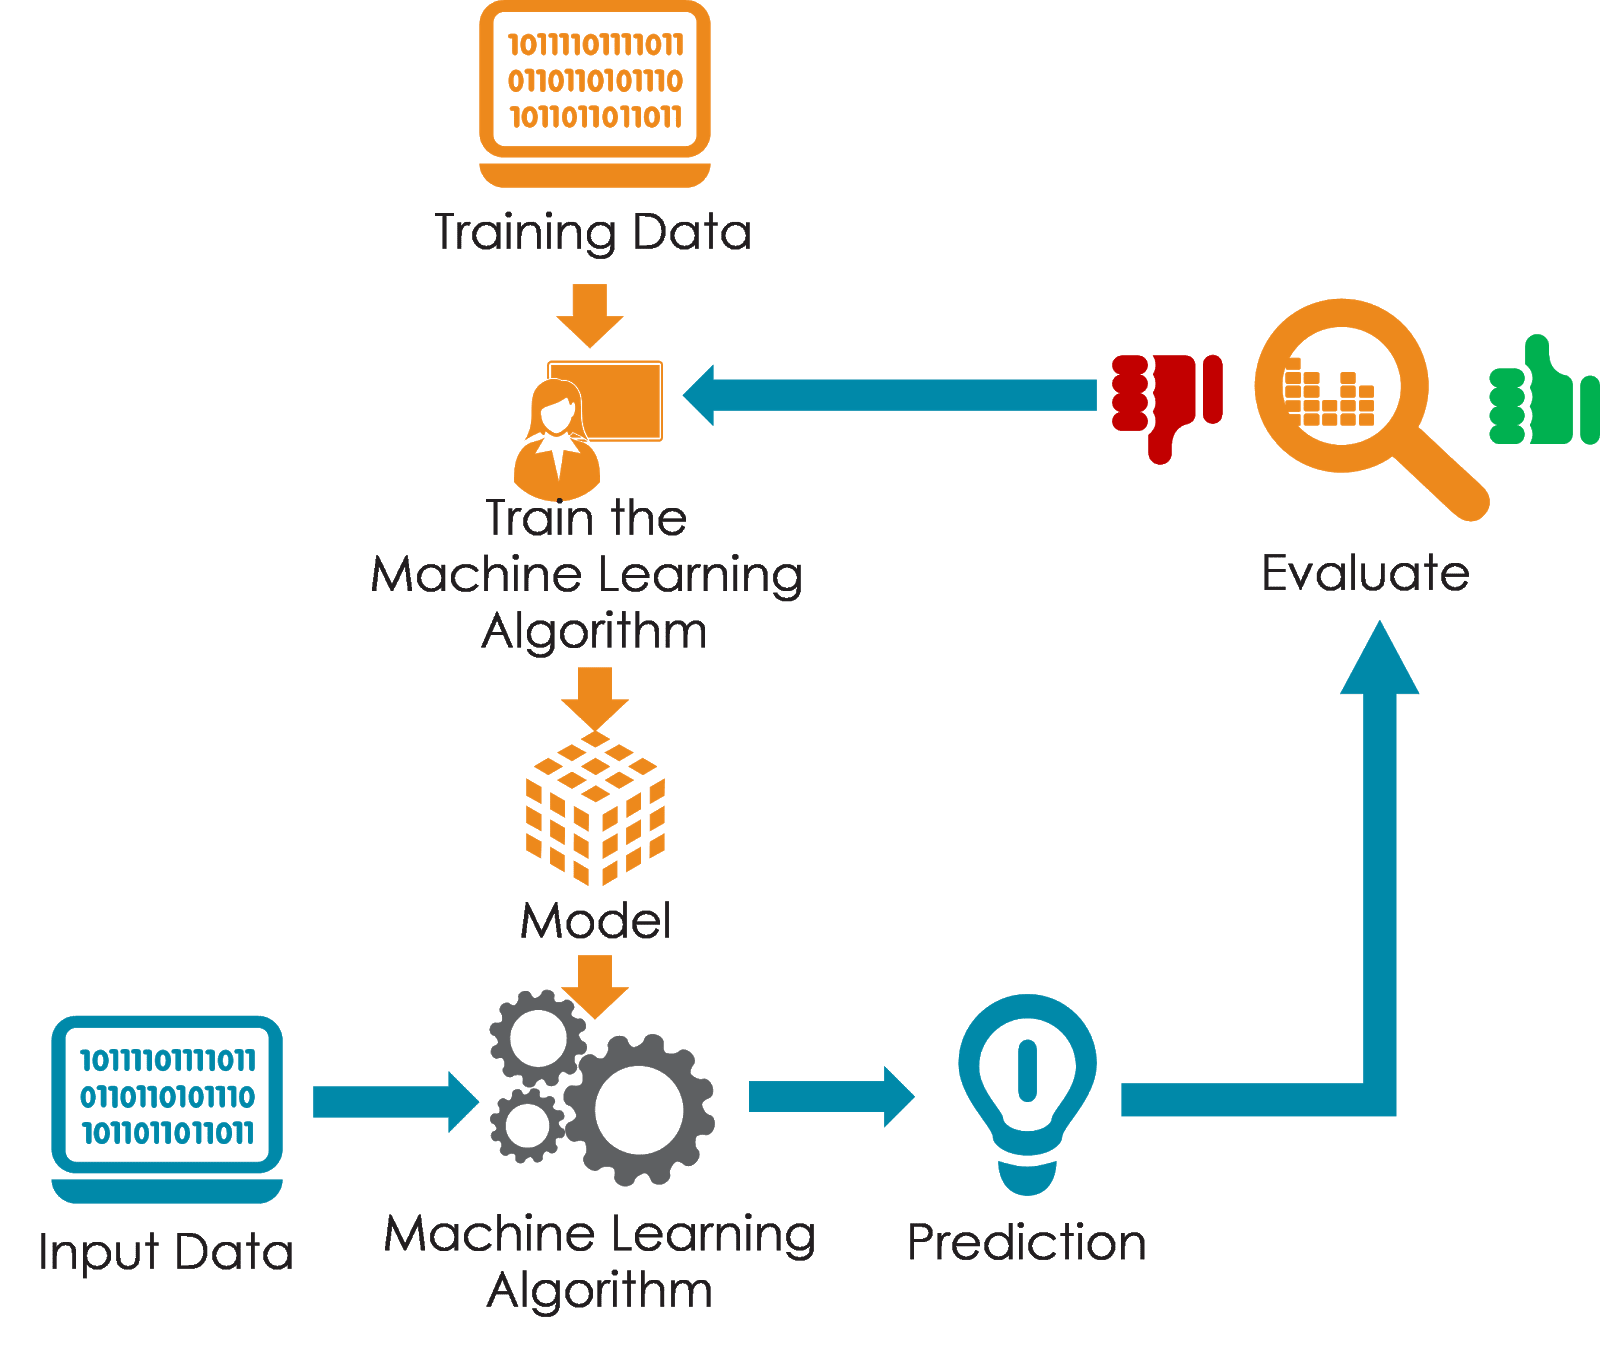 10111101111011
0110110101110
1011011011011
Training Data
Train the
Machine Learning
Algorithm
Evaluate
Model
10111101111011
0110110101110
1011011011011
Input Data
Machine Learning
Algorithm
Prediction